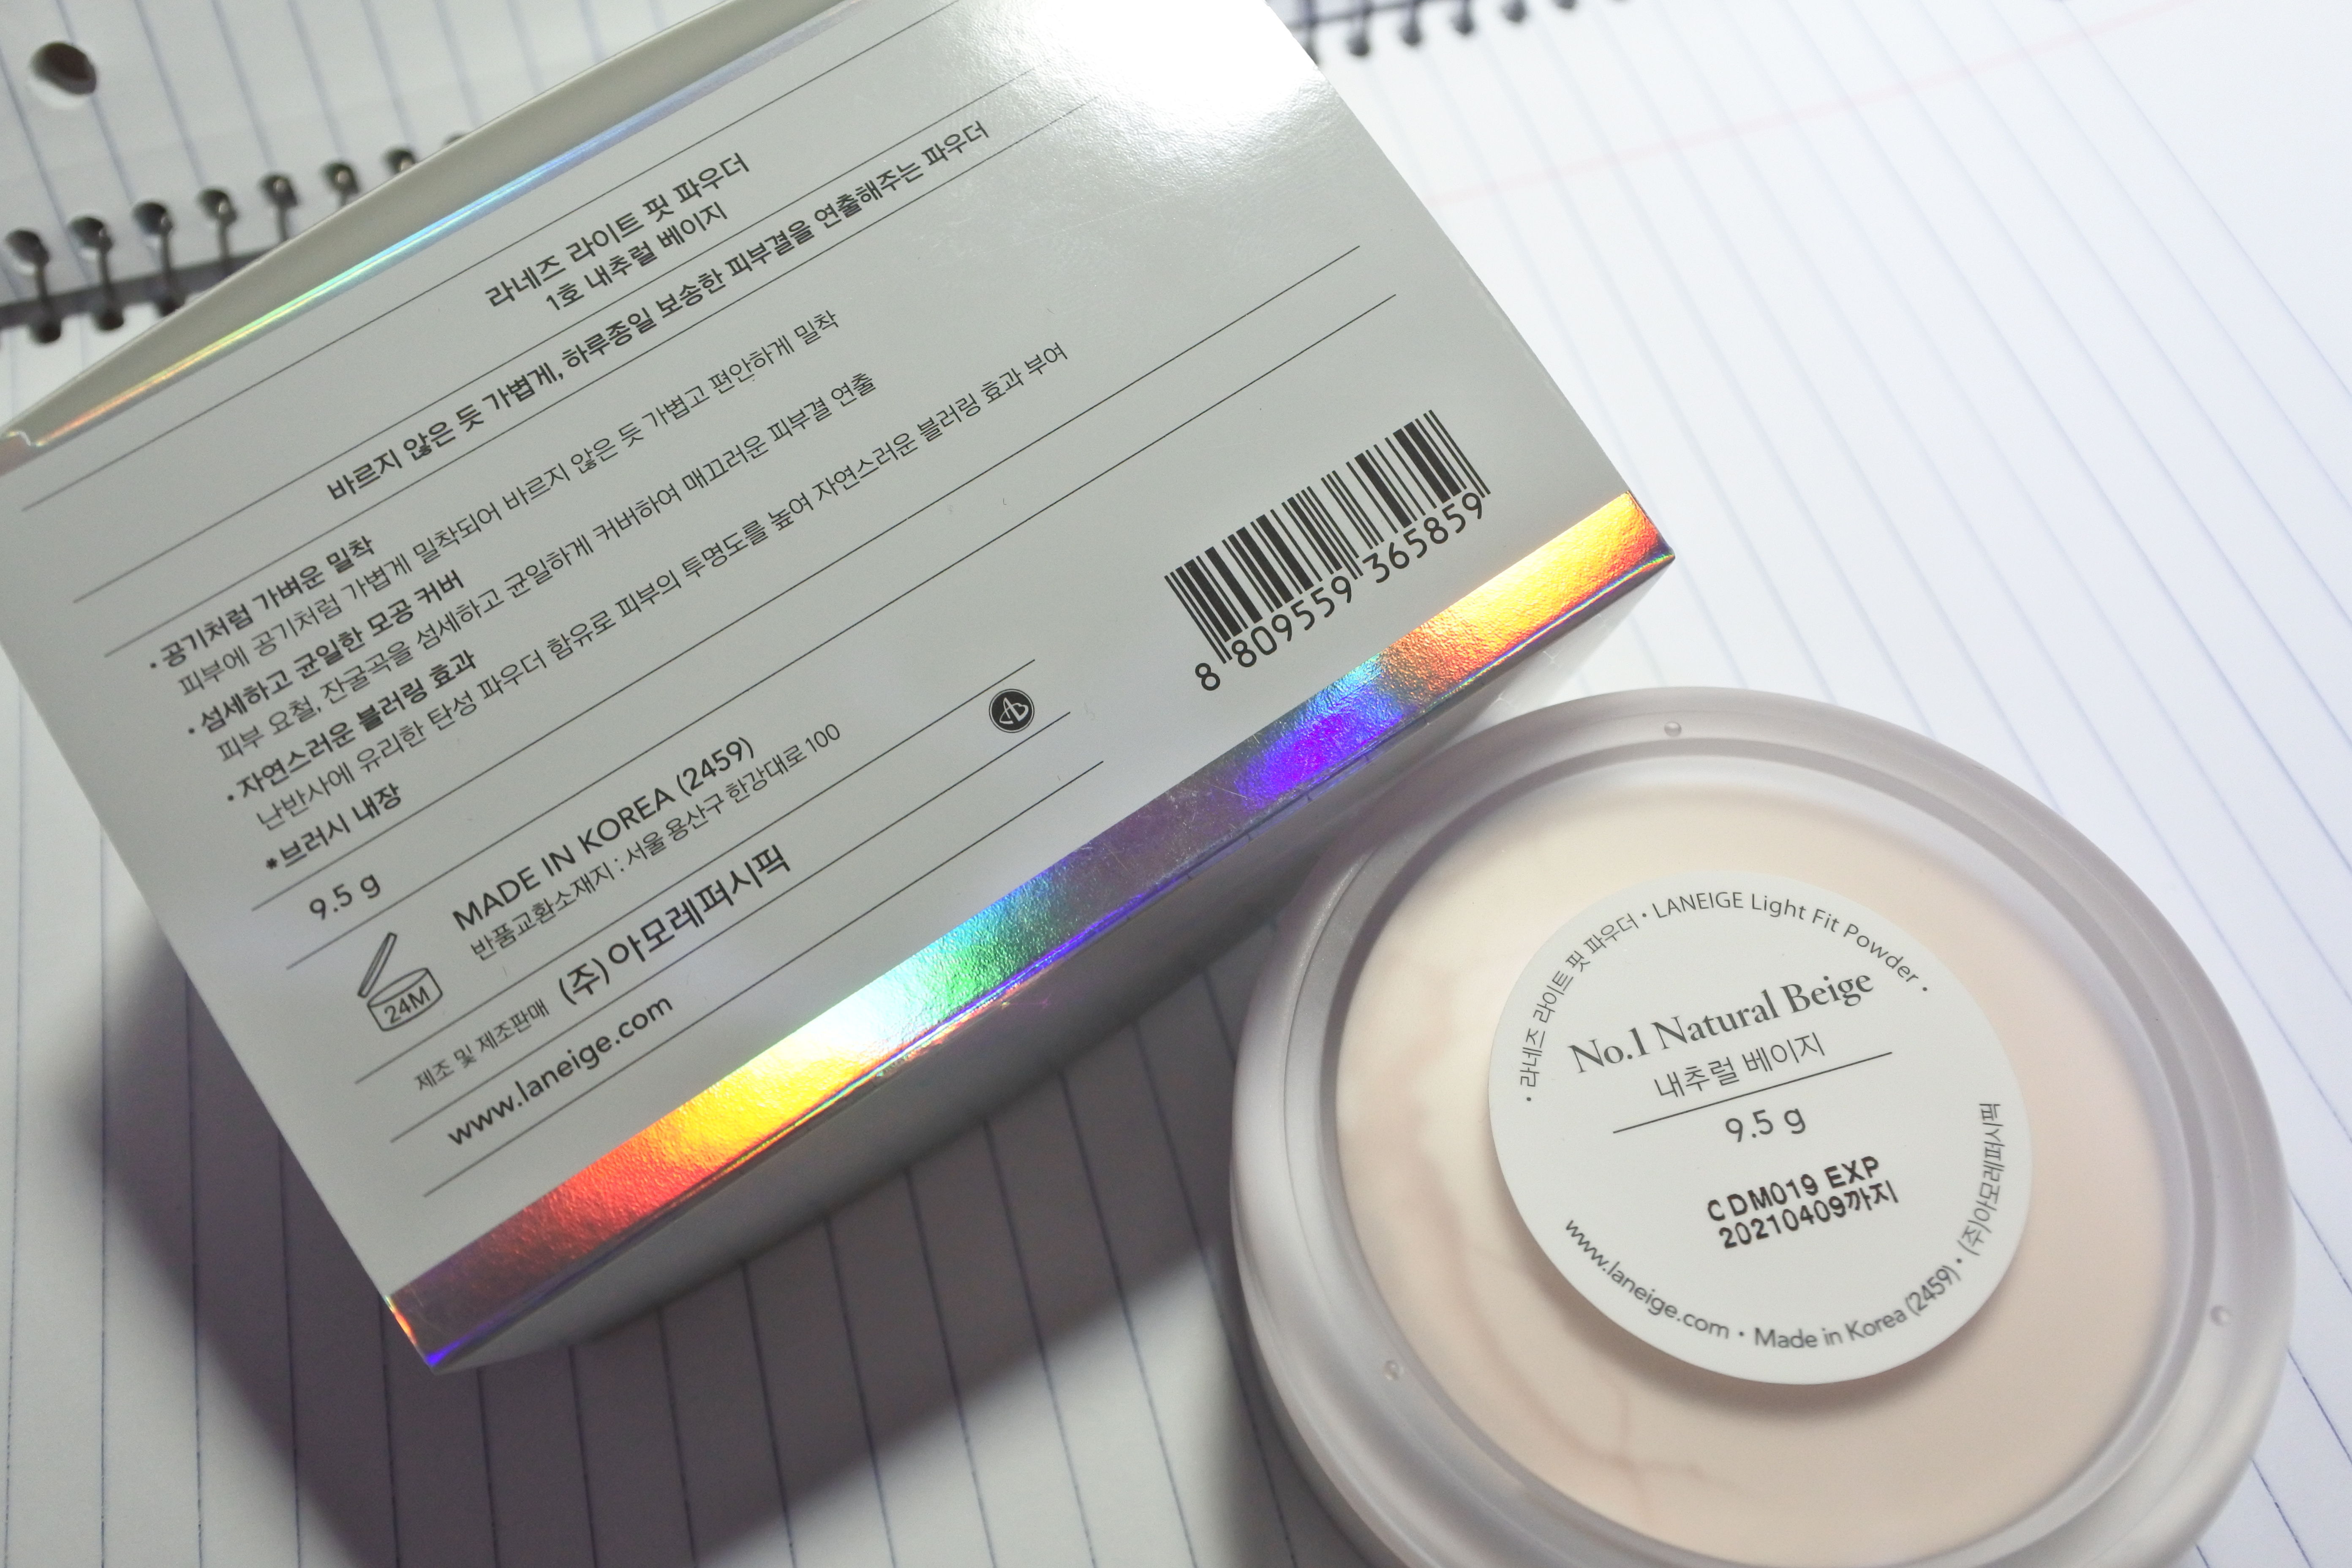 라네즈 라이트 핏 파우더
1호 내추럴 베이지
바르지 않은 듯 가볍게, 하루종일 보송한 피부결을 연출해주는 파우더
• 공기처럼 가벼운 밀착
피부에 공기처럼 가볍게 밀착되어 바르지 않은 듯 가볍고 편안하게 밀착
• 섬세하고 균일한 모공 커버
피부 요철, 잔굴곡을 섬세하고 균일하게 커버하여 매끄러운 피부결 연출
• 자연스러운 블러링 효과
난반사에 유리한 탄성 파우더 함유로 피부의 투명도를 높여 자연스러운 블러링 효과 부여
*브러시 내장
9.5 g
24M
MADE IN KOREA (2459)
반품교환소재지 : 서울 용산구 한강대로 100
제조 및 제조판매 (주)아모레퍼시픽
www.laneige.com
8 809559 365859
• 라네즈 라이트 핏 파우더 • LANEIGE Light Fit Powder •
No.1 Natural Beige
내추럴 베이지
9.5 g
CDM019 EXP
20210409까지
www.laneige.com • Made in Korea (2459) • (주)아모레퍼시픽